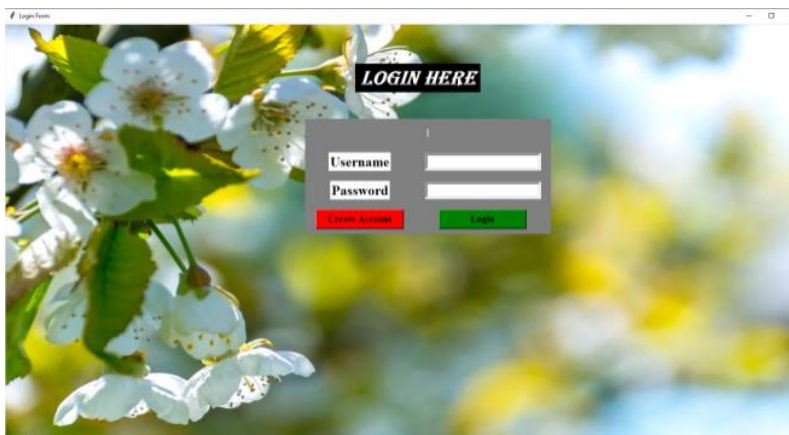 Login Form
LOGIN HERE
Username
Password
Create Account Login